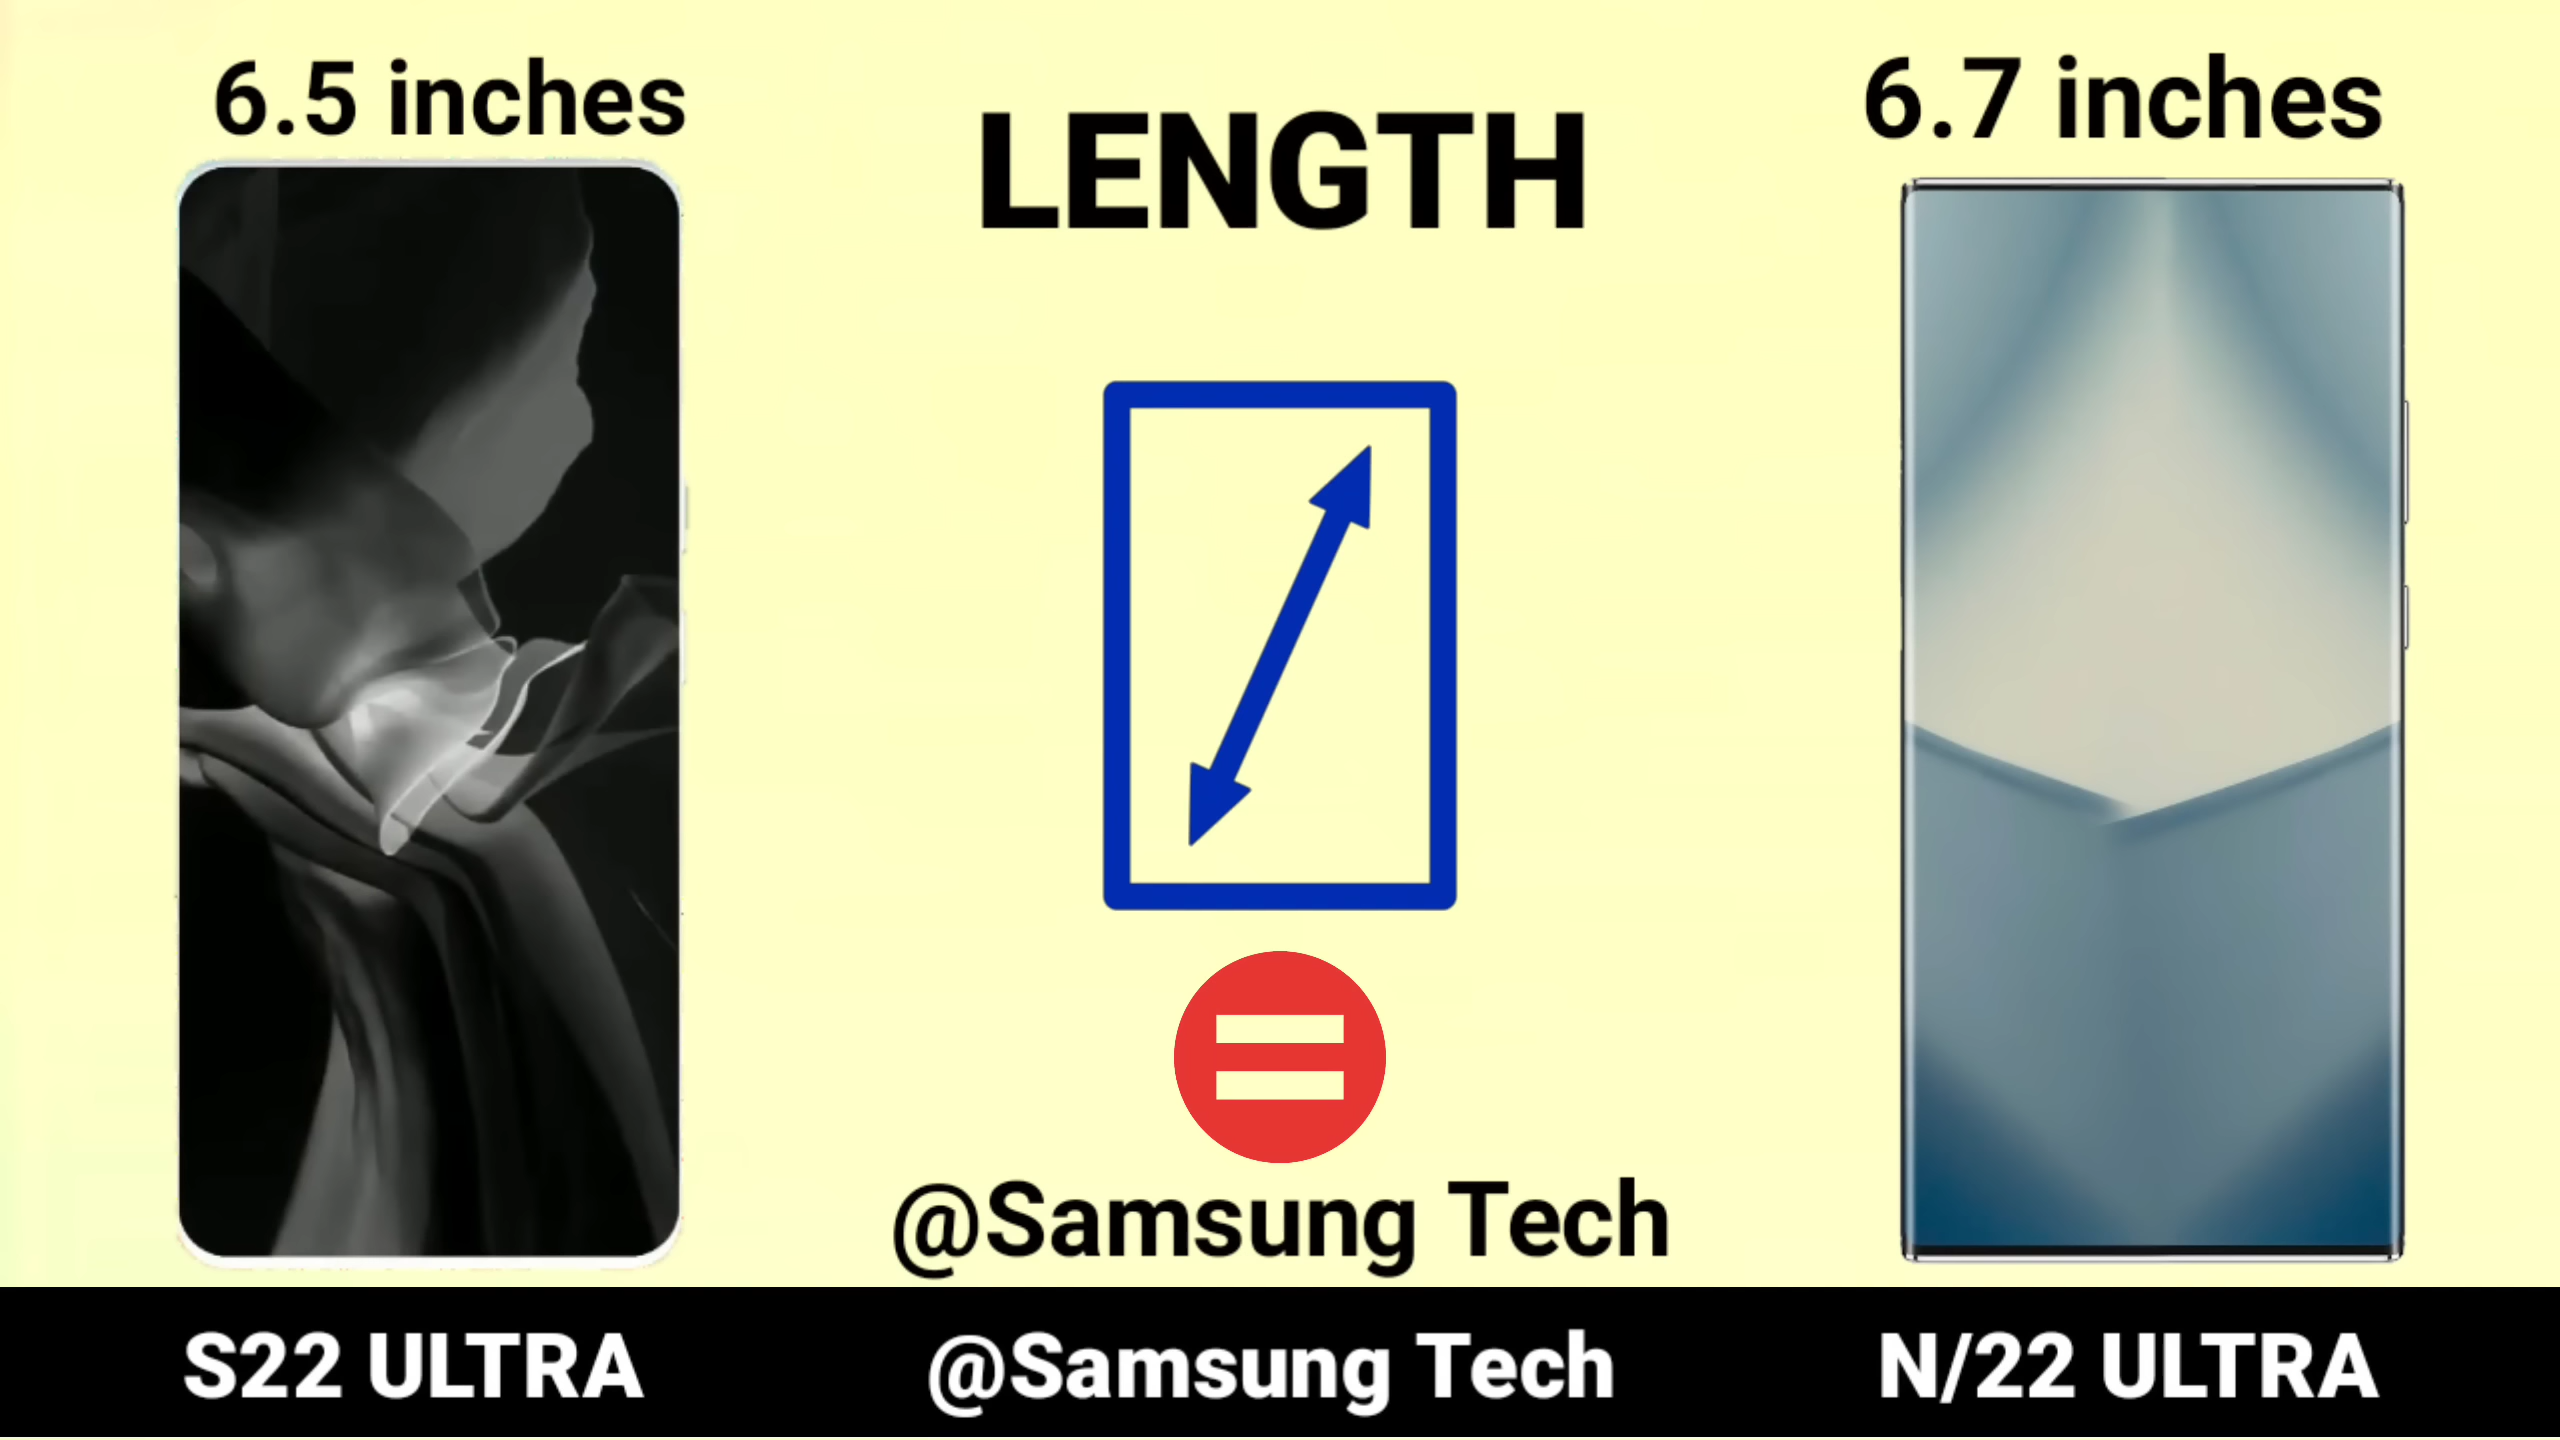 6.5 inches
LENGTH
6.7 inches
@Samsung Tech
S22 ULTRA
@Samsung Tech
N/22 ULTRA